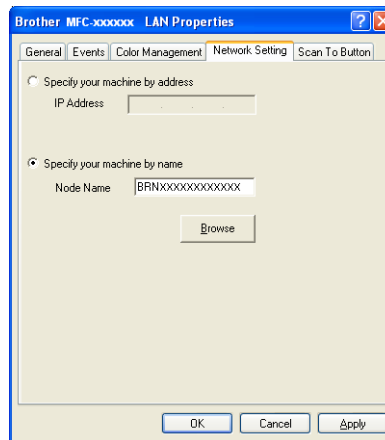 Brother MFC-xxxxxx LAN Properties
General Events Color Management Network Setting Scan To Button
Specify your machine by address
IP Address . . .
Specify your machine by name
Node Name BRNXXXXXXXXXXXX
Browse
OK Cancel Apply